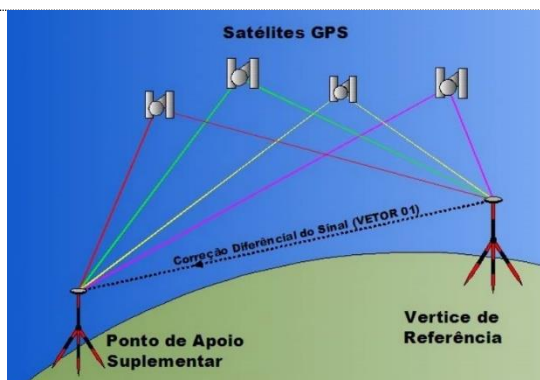 Satélites GPS
Correção Diferêncial do Sinal (VETOR 01)
Ponto de Apoio
Suplementar
Vertice de
Referência